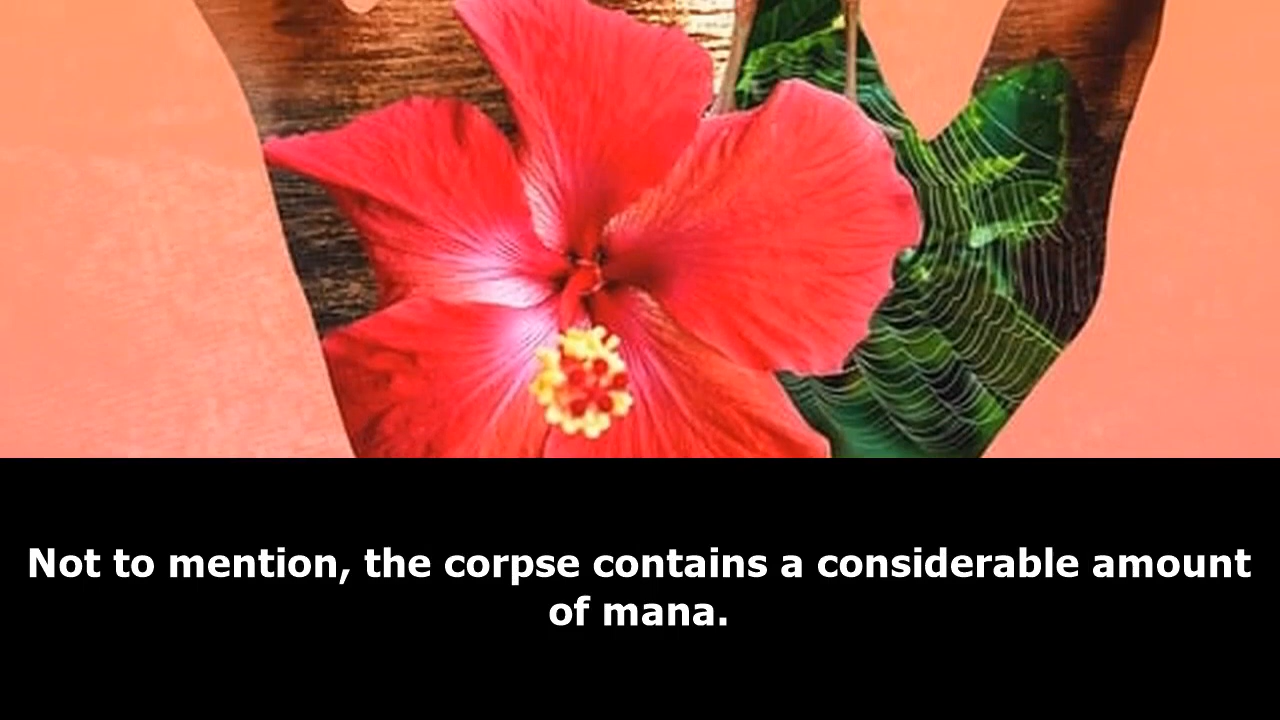 Not to mention, the corpse contains a considerable amount
of mana.